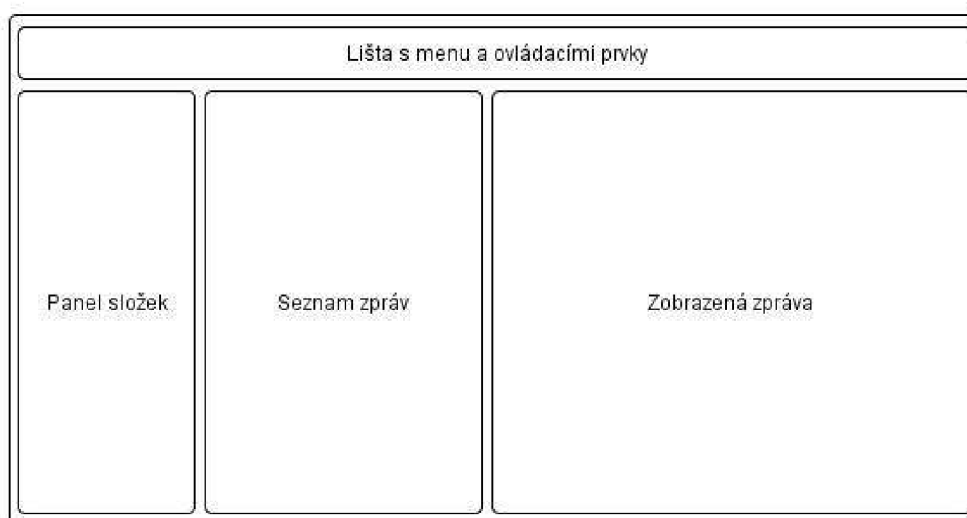 Lišta s menu a ovládacími prvky
Panel složek
Seznam zpráv
Zobrazená zpráva